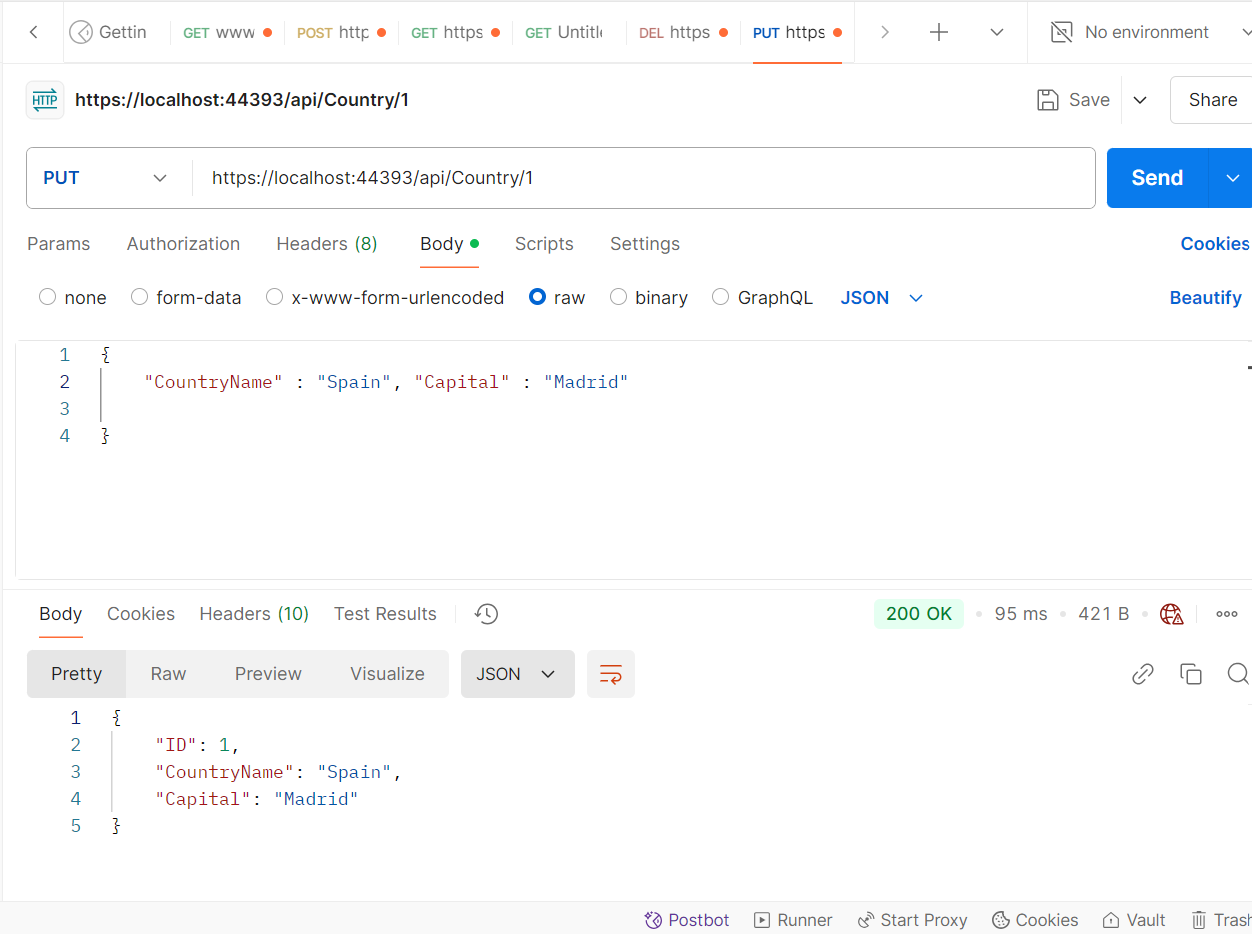 Gettin GET www POST http GET https GET Untitle DEL https PUT https No environment
HTTP https://localhost:44393/api/Country/1 Save Share
PUT https://localhost:44393/api/Country/1 Send
Params Authorization Headers (8) Body Scripts Settings Cookies
none form-data x-www-form-urlencoded raw binary GraphQL JSON Beautify
1 {
2 "CountryName" : "Spain", "Capital" : "Madrid"
3
4 }
Body Cookies Headers (10) Test Results 200 OK 95 ms 421 B
Pretty Raw Preview Visualize JSON
1 {
2 "ID": 1,
3 "CountryName": "Spain",
4 "Capital": "Madrid"
5 }
Postbot Runner Start Proxy Cookies Vault Trash